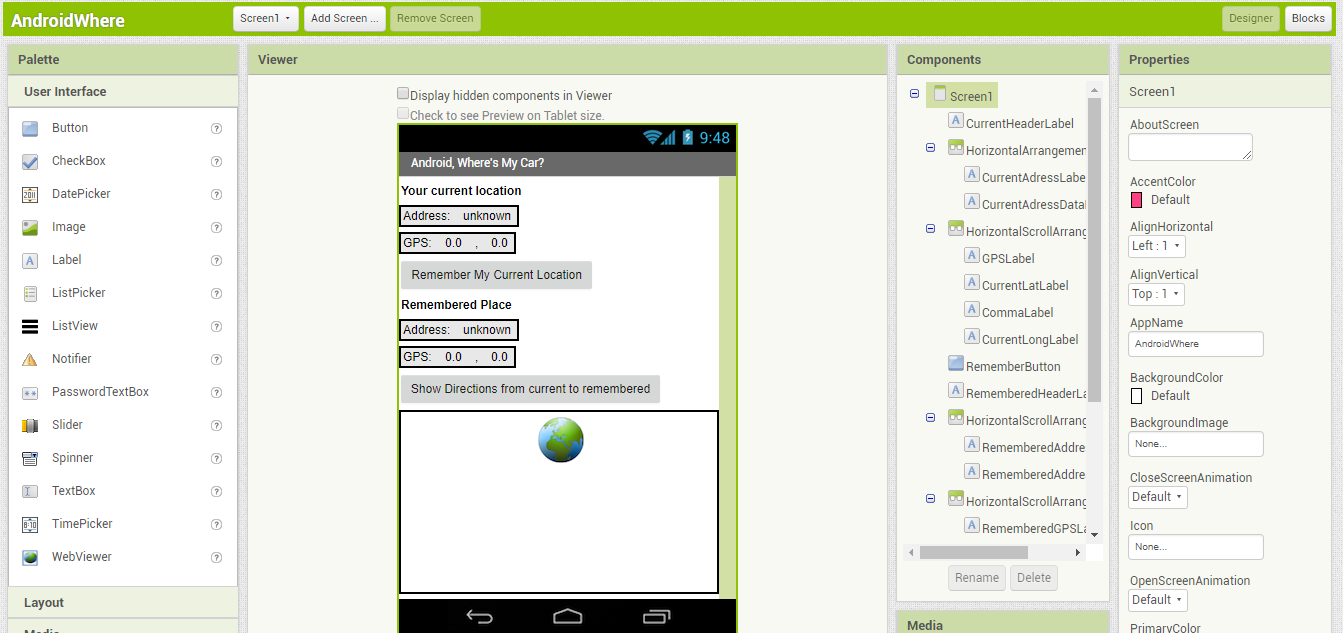 AndroidWhere
Screen1
Add Screen ...
Remove Screen
Designer
Blocks
Palette
User Interface
Button
CheckBox
DatePicker
Image
Label
ListPicker
ListView
Notifier
PasswordTextBox
Slider
Spinner
TextBox
TimePicker
WebViewer
Layout
Media
Viewer
Display hidden components in Viewer
Check to see Preview on Tablet size.
9:48
Android, Where's My Car?
Your current location
Address: unknown
GPS: 0.0 , 0.0
Remember My Current Location
Remembered Place
Address: unknown
GPS: 0.0 , 0.0
Show Directions from current to remembered
Components
Screen1
CurrentHeaderLabel
HorizontalArrangemen
CurrentAdressLabe
CurrentAdressData
HorizontalScrollArrang
GPSLabel
CurrentLatLabel
CommaLabel
CurrentLongLabel
RememberButton
RememberedHeaderLa
HorizontalScrollArrang
RememberedAddre
RememberedAddre
HorizontalScrollArrang
RememberedGPSLa
Rename
Delete
Media
Properties
Screen1
AboutScreen
AccentColor
Default
AlignHorizontal
Left : 1
AlignVertical
Top : 1
AppName
AndroidWhere
BackgroundColor
Default
BackgroundImage
None...
CloseScreenAnimation
Default
Icon
None...
OpenScreenAnimation
Default
PrimaryColor